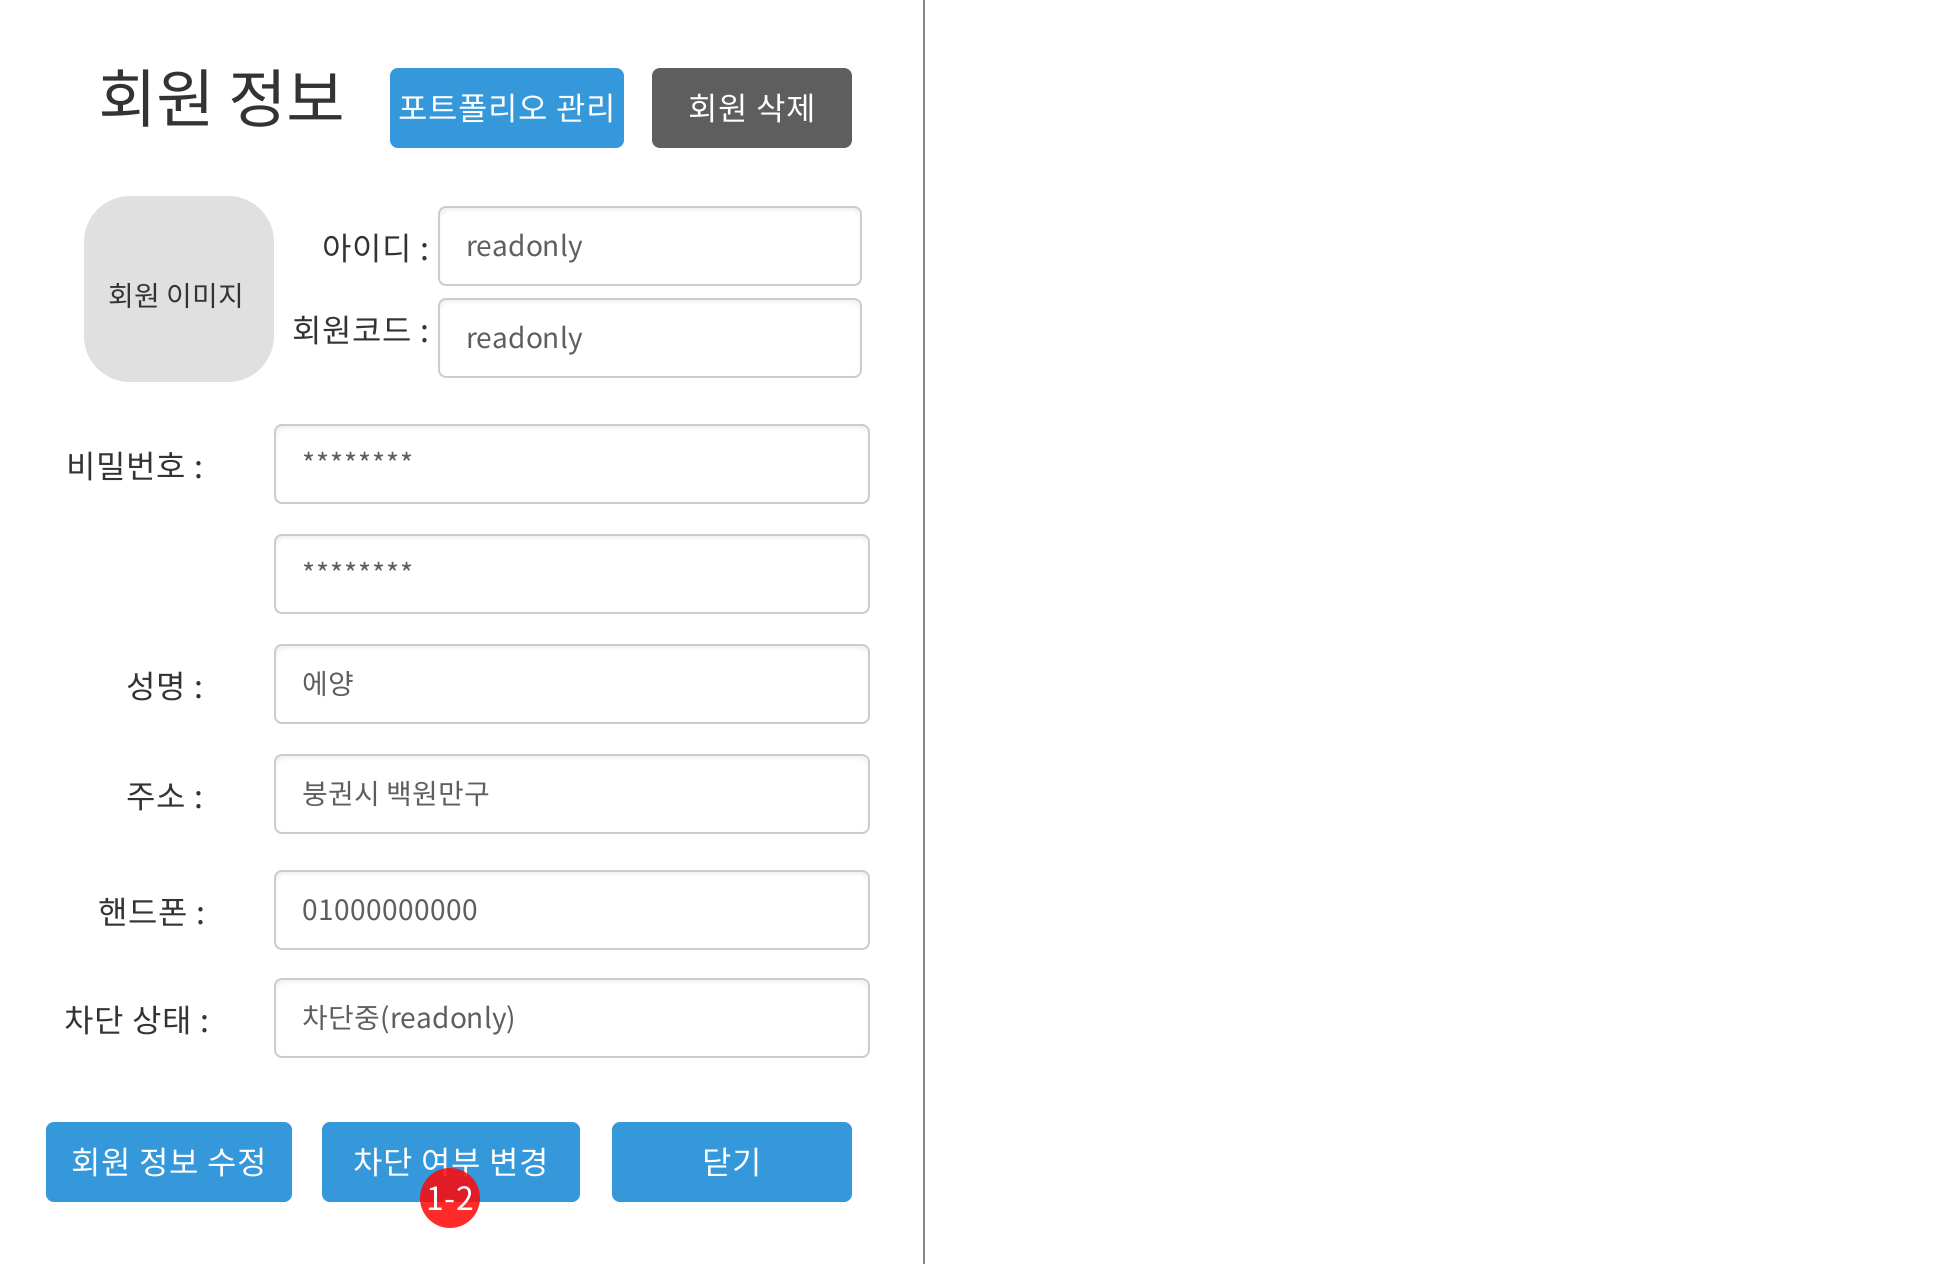 회원 정보
포트폴리오 관리
회원 삭제
회원 이미지
아이디 :
readonly
회원코드 :
readonly
비밀번호 :
********
********
성명 :
에양
주소 :
붕권시 백원만구
핸드폰 :
01000000000
차단 상태 :
차단중(readonly)
회원 정보 수정
차단 여부 변경
닫기
1-2